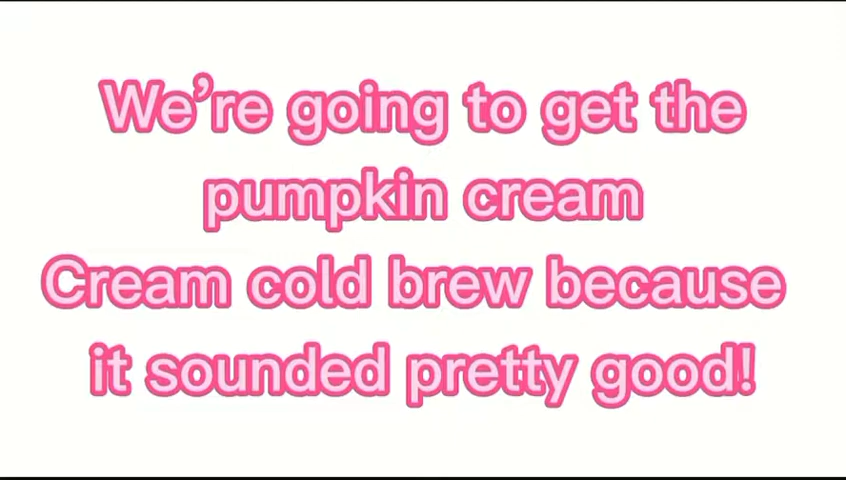 We’re going to get the
pumpkin cream
Cream cold brew because
it sounded pretty good!